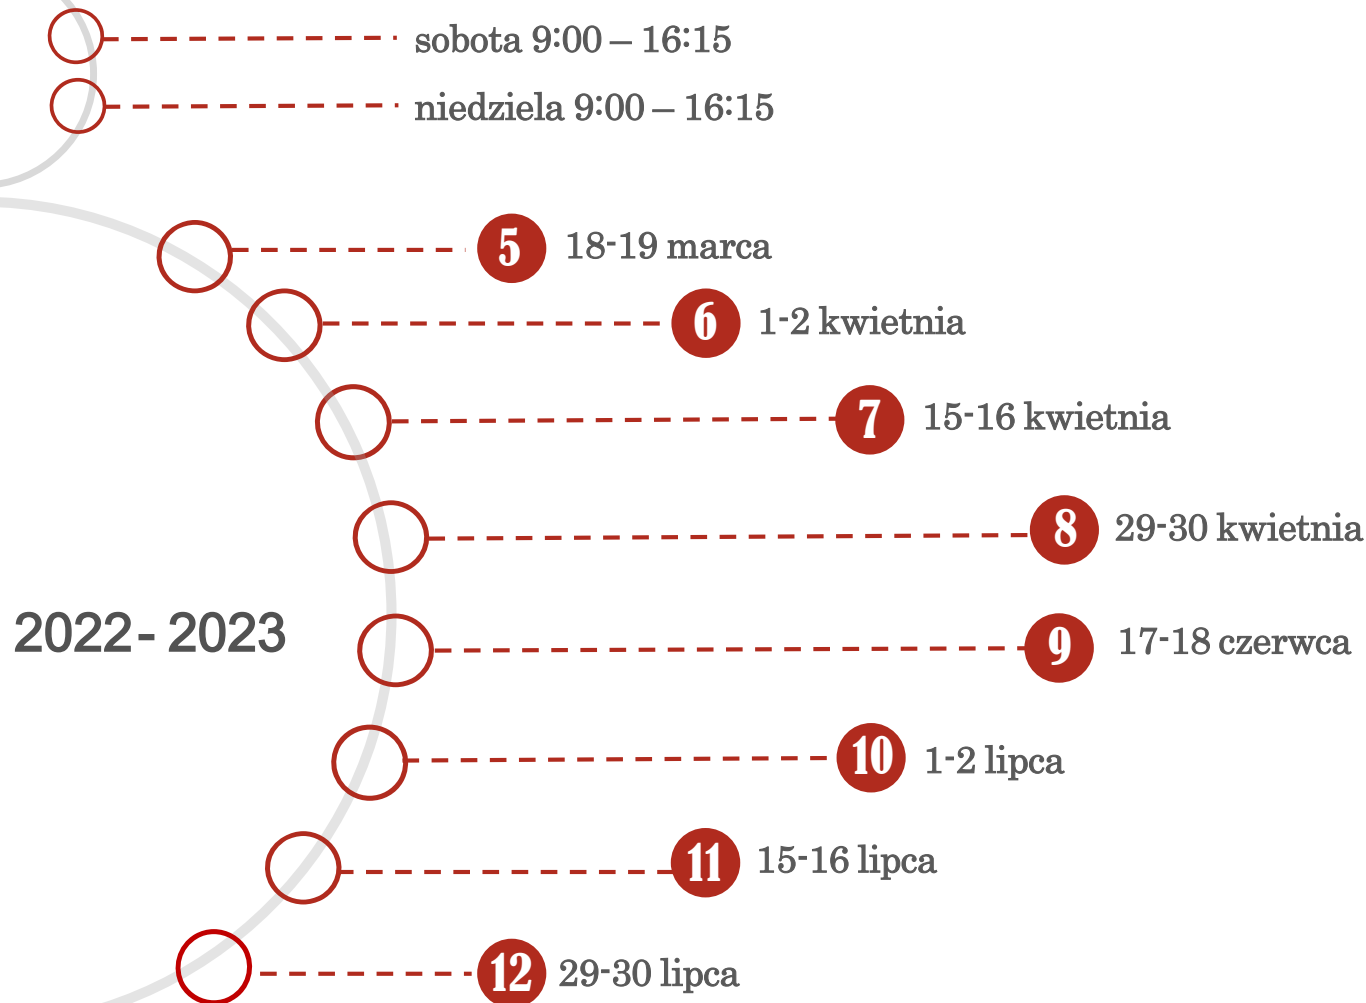 sobota 9:00 – 16:15
niedziela 9:00 – 16:15
5 18-19 marca
6 1-2 kwietnia
7 15-16 kwietnia
8 29-30 kwietnia
2022- 2023
9 17-18 czerwca
10 1-2 lipca
11 15-16 lipca
12 29-30 lipca